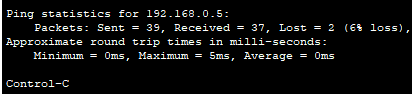 Ping statistics for 192.168.0.5:
    Packets: Sent = 39, Received = 37, Lost = 2 (6% loss),
Approximate round trip times in milli-seconds:
    Minimum = 0ms, Maximum = 5ms, Average = 0ms
Control-C